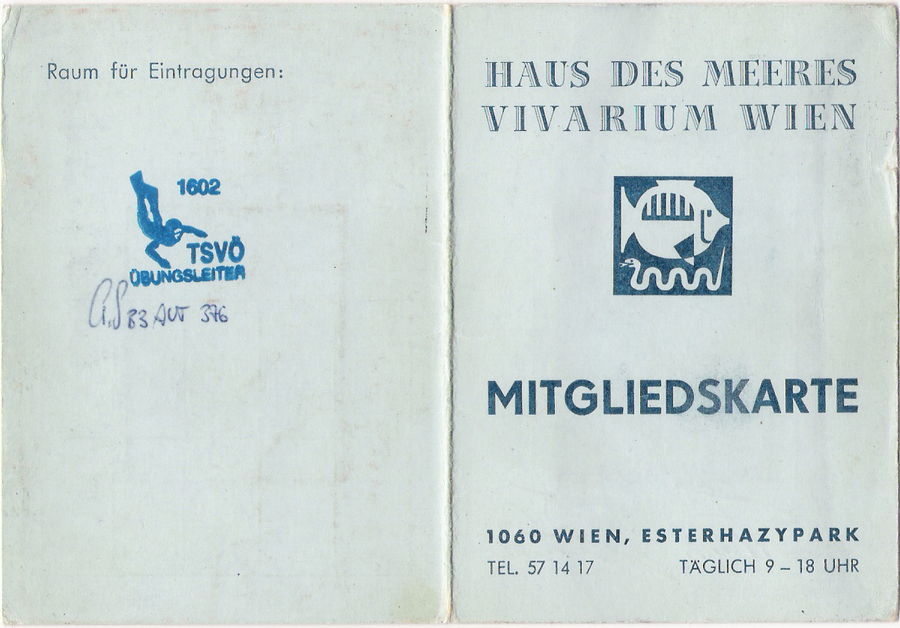 Raum für Eintragungen:
1602
TSVÖ
ÜBUNGSLEITER
83 AUT 376
HAUS DES MEERES
VIVARIUM WIEN
MITGLIEDSKARTE
1060 WIEN, ESTERHAZYPARK
TEL. 57 14 17 TÄGLICH 9 – 18 UHR